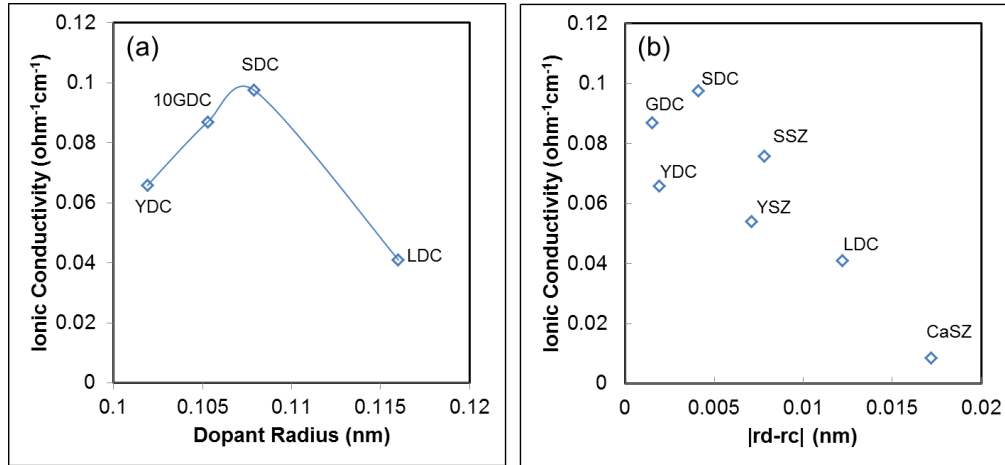 (a)
Ionic Conductivity (ohm⁻¹cm⁻¹)
0.12
0.1
0.08
0.06
0.04
0.02
0
SDC
10GDC
YDC
LDC
0.1
0.105
0.11
0.115
0.12
Dopant Radius (nm)
(b)
Ionic Conductivity (ohm⁻¹cm⁻¹)
0.12
0.1
0.08
0.06
0.04
0.02
0
SDC
GDC
SSZ
YDC
YSZ
LDC
CaSZ
0
0.005
0.01
0.015
0.02
|rd-rc| (nm)